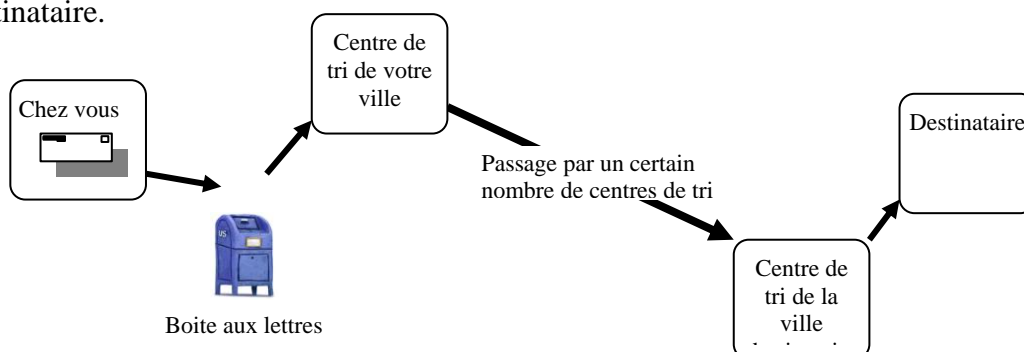 Centre de
tri de votre
ville
Chez vous
Destinataire
Passage par un certain
nombre de centres de tri
Centre de
tri de la
ville
Boite aux lettres
US